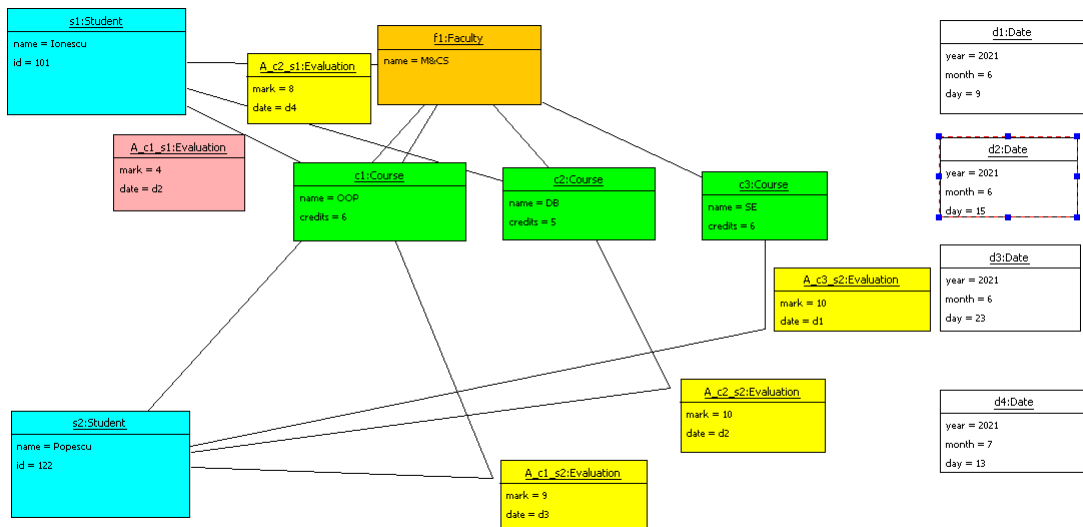 s1:Student
name = Ionescu
id = 101
A_c2_s1:Evaluation
mark = 8
date = d4
f1:Faculty
name = M&CS
d1:Date
year = 2021
month = 6
day = 9
A_c1_s1:Evaluation
mark = 4
date = d2
c1:Course
name = OOP
credits = 6
c2:Course
name = DB
credits = 5
c3:Course
name = SE
credits = 6
d2:Date
year = 2021
month = 6
day = 15
A_c3_s2:Evaluation
mark = 10
date = d1
d3:Date
year = 2021
month = 6
day = 23
s2:Student
name = Popescu
id = 122
A_c2_s2:Evaluation
mark = 10
date = d2
d4:Date
year = 2021
month = 7
day = 13
A_c1_s2:Evaluation
mark = 9
date = d3